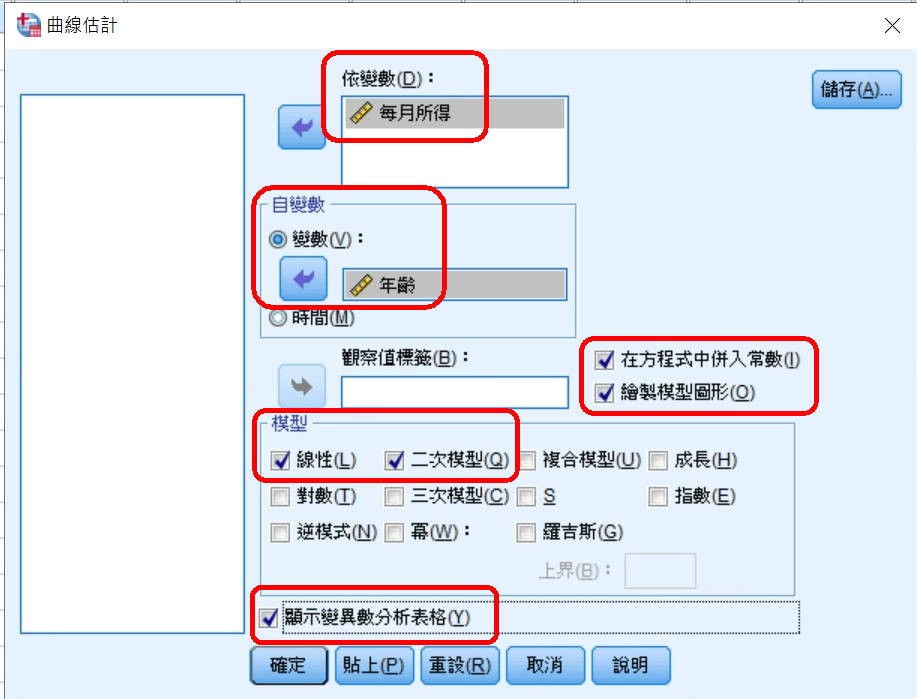 曲線估計
依變數(D)：
儲存(A)...
每月所得
自變數
變數(V)：
年齡
時間(M)
觀察值標籤(B)：
在方程式中併入常數(I)
繪製模型圖形(O)
模型
線性(L) 二次模型(Q) 複合模型(U) 成長(H)
對數(T) 三次模型(C) S 指數(E)
逆模式(N) 冪(W)： 羅吉斯(G)
上界(B)：
顯示變異數分析表格(Y)
確定 貼上(P) 重設(R) 取消 說明